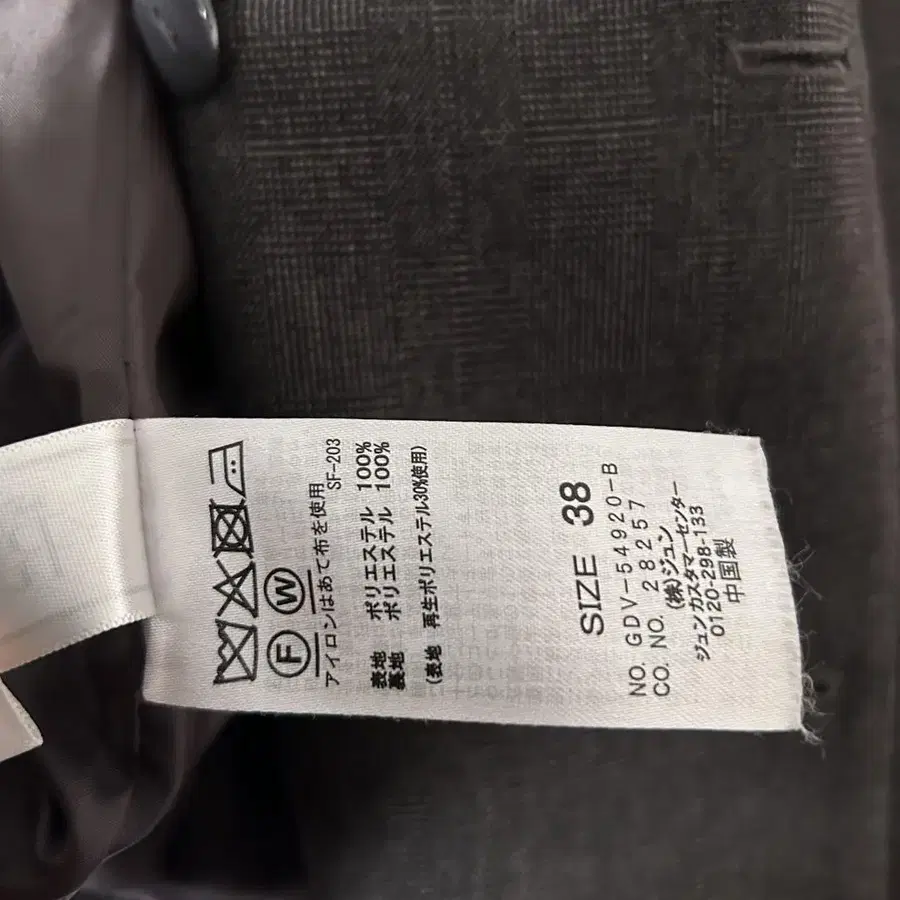 F W
アイロンはあて布を使用
SF-203
表地 ポリエステル 100%
裏地 ポリエステル 100%
(表地 再生ポリエステル30%使用)
SIZE 38
NO. GDV-54920-B
CO. NO. 28257
(株)ジュン
ジュンカスタマーセンター
0120-298-133
中国製